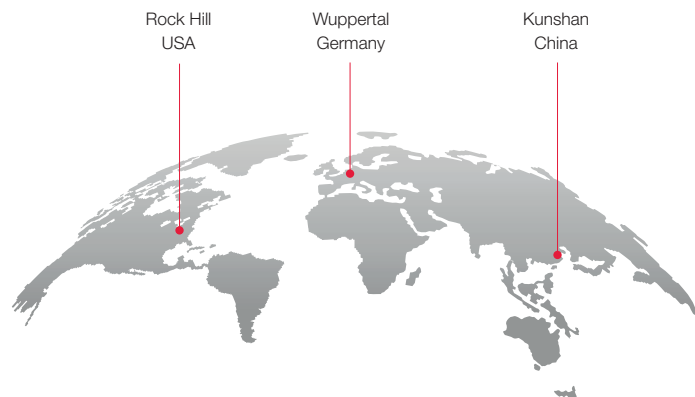 Rock Hill
USA
Wuppertal
Germany
Kunshan
China